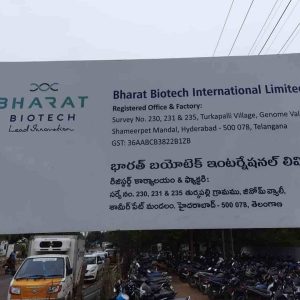 BHARAT
BIOTECH
Lead Innovation
Bharat Biotech International Limite
Registered Office & Factory:
Survey No. 230, 231 & 235, Turkapalli Village, Genome Val
Shameerpet Mandal, Hyderabad - 500 078, Telangana
GST: 36AABCB3822B1ZB
భారత్ బయోటెక్ ఇంటర్నేషనల్ లిమి
రిజిస్టర్డ్ కార్యాలయం & ఫ్యాక్టరి:
సర్వే నం. 230, 231 & 235 తుర్కపల్లి గ్రామము, జీనోమ్ వ్యాలీ,
శామీర్ పేట్ మండలం, హైదరాబాద్ - 500 078, తెలంగాణ